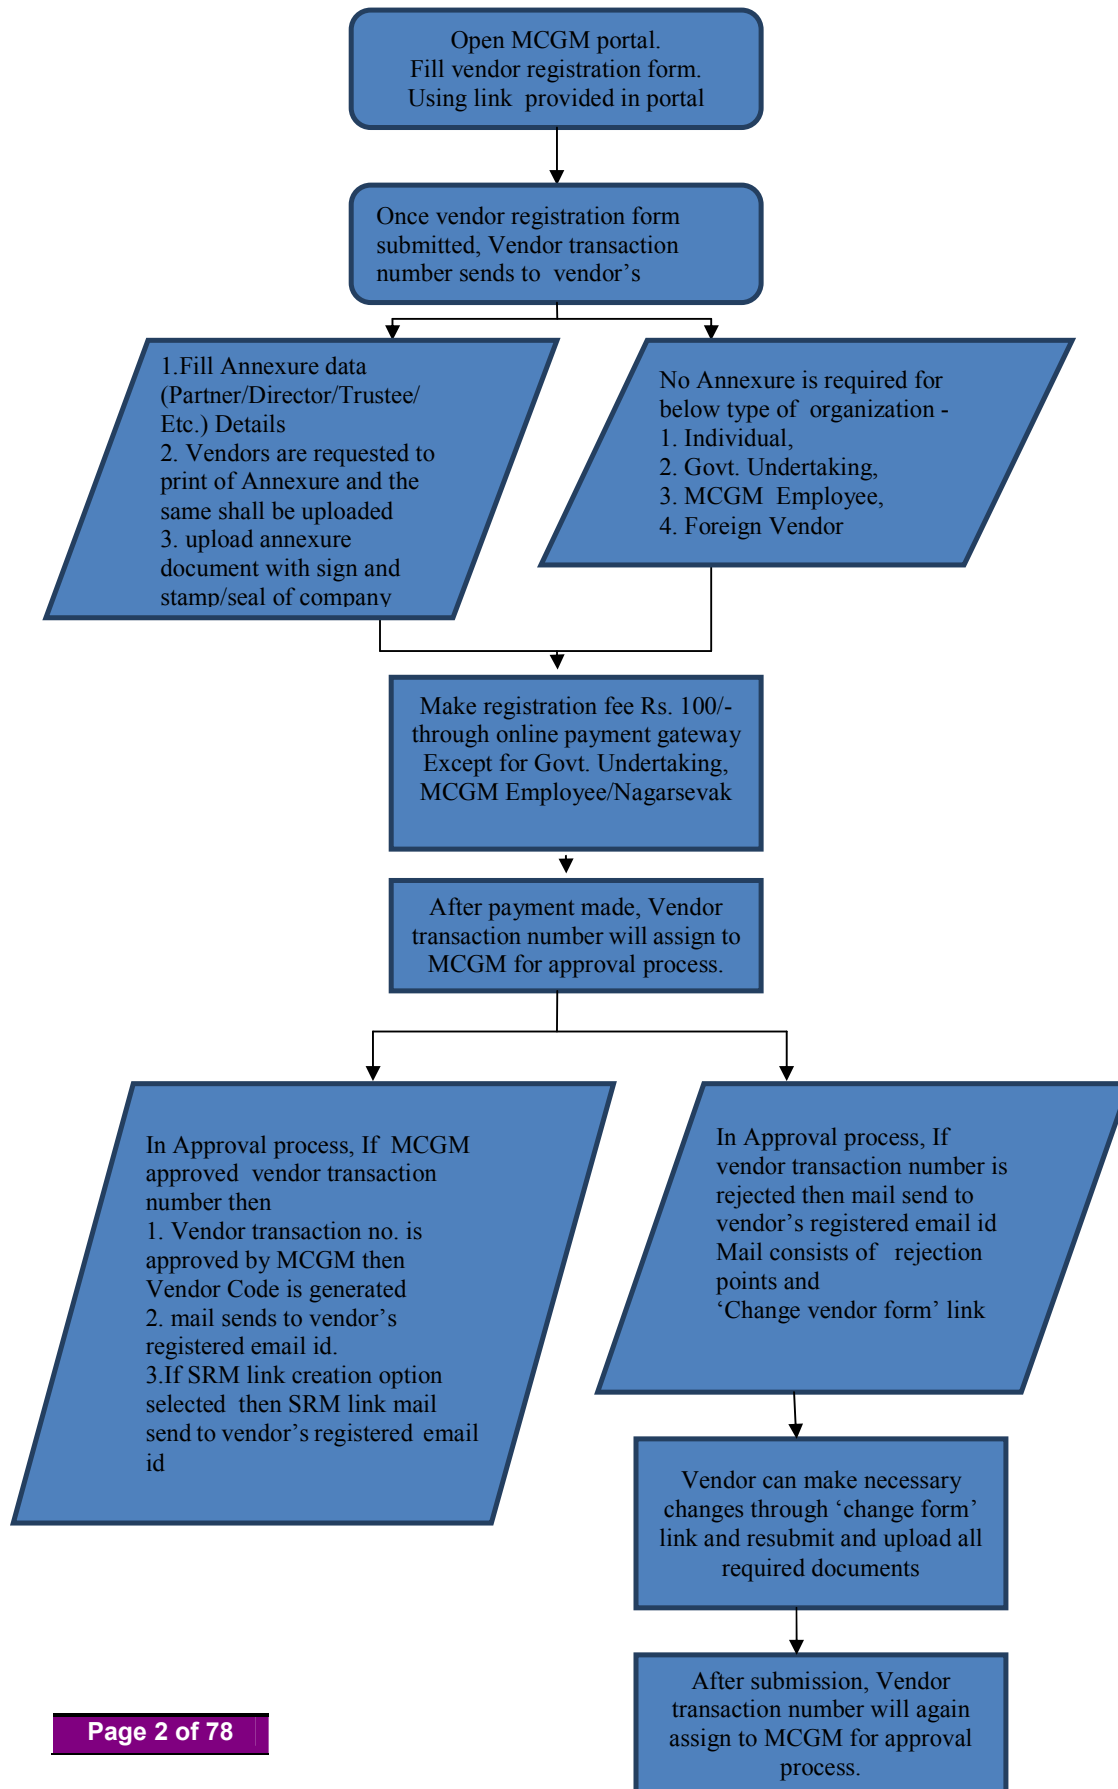 Open MCGM portal.
Fill vendor registration form.
Using link provided in portal
Once vendor registration form
submitted, Vendor transaction
number sends to vendor's
1.Fill Annexure data
(Partner/Director/Trustee/
Etc.) Details
2. Vendors are requested to
print of Annexure and the
same shall be uploaded
3. upload annexure
document with sign and
stamp/seal of company
No Annexure is required for
below type of organization -
1. Individual,
2. Govt. Undertaking,
3. MCGM Employee,
4. Foreign Vendor
Make registration fee Rs. 100/-
through online payment gateway
Except for Govt. Undertaking,
MCGM Employee/Nagarsevak
After payment made, Vendor
transaction number will assign to
MCGM for approval process.
In Approval process, If MCGM
approved vendor transaction
number then
1. Vendor transaction no. is
approved by MCGM then
Vendor Code is generated
2. mail sends to vendor's
registered email id.
3.If SRM link creation option
selected then SRM link mail
send to vendor's registered email
id
In Approval process, If
vendor transaction number is
rejected then mail send to
vendor's registered email id
Mail consists of rejection
points and
‘Change vendor form’ link
Vendor can make necessary
changes through ‘change form’
link and resubmit and upload all
required documents
After submission, Vendor
transaction number will again
assign to MCGM for approval
process.
Page 2 of 78